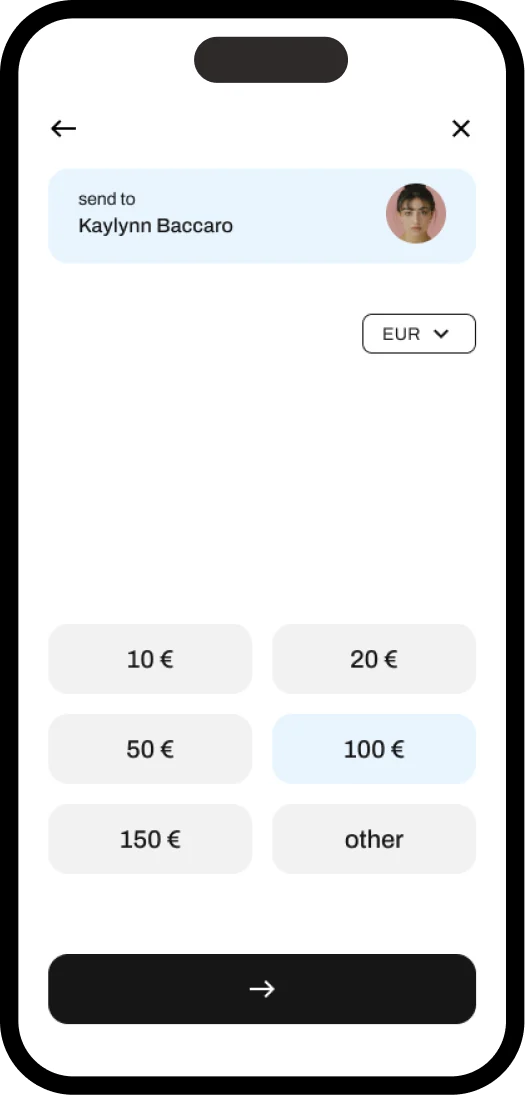 send to
Kaylynn Baccaro
EUR
10 €
20 €
50 €
100 €
150 €
other